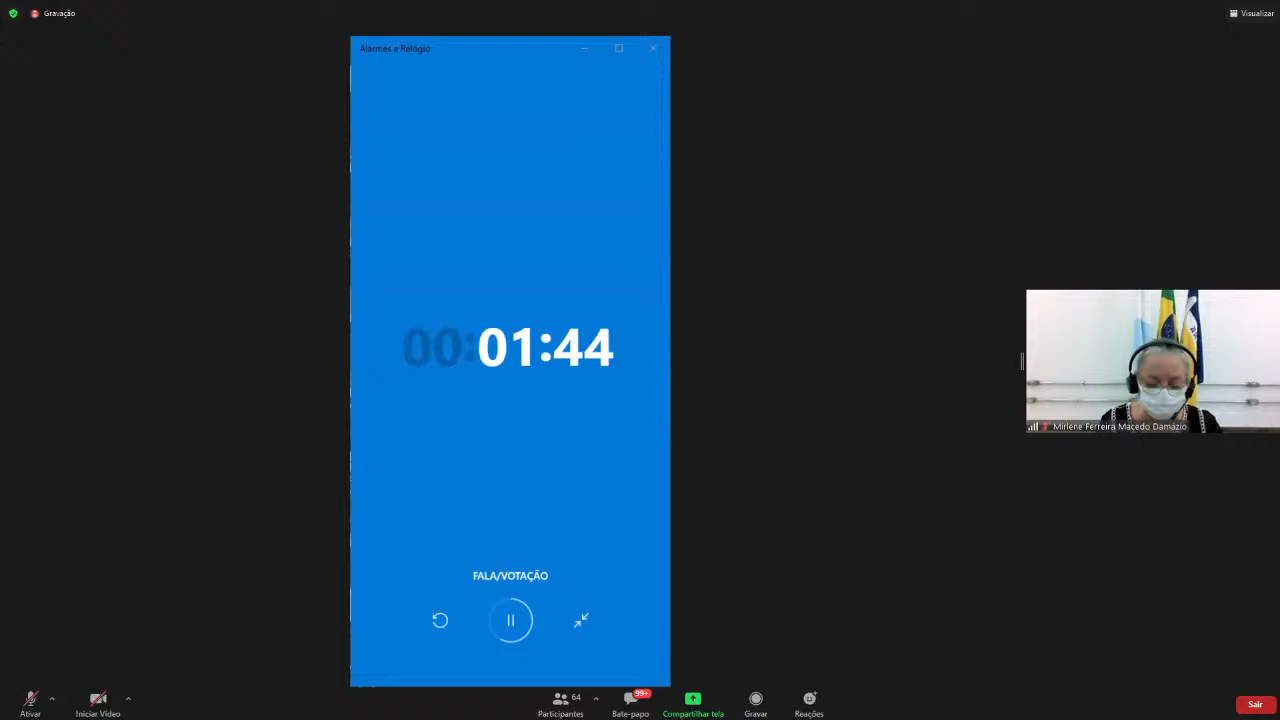 Gravação
Visualizar
Alarmes e Relógio
00:01:44
Mirlene Ferreira Macedo Damázio
FALA/VOTAÇÃO
Ativar
Iniciar Vídeo
64
Participantes
99+
Bate-papo
Compartilhar tela
Gravar
Reações
Sair